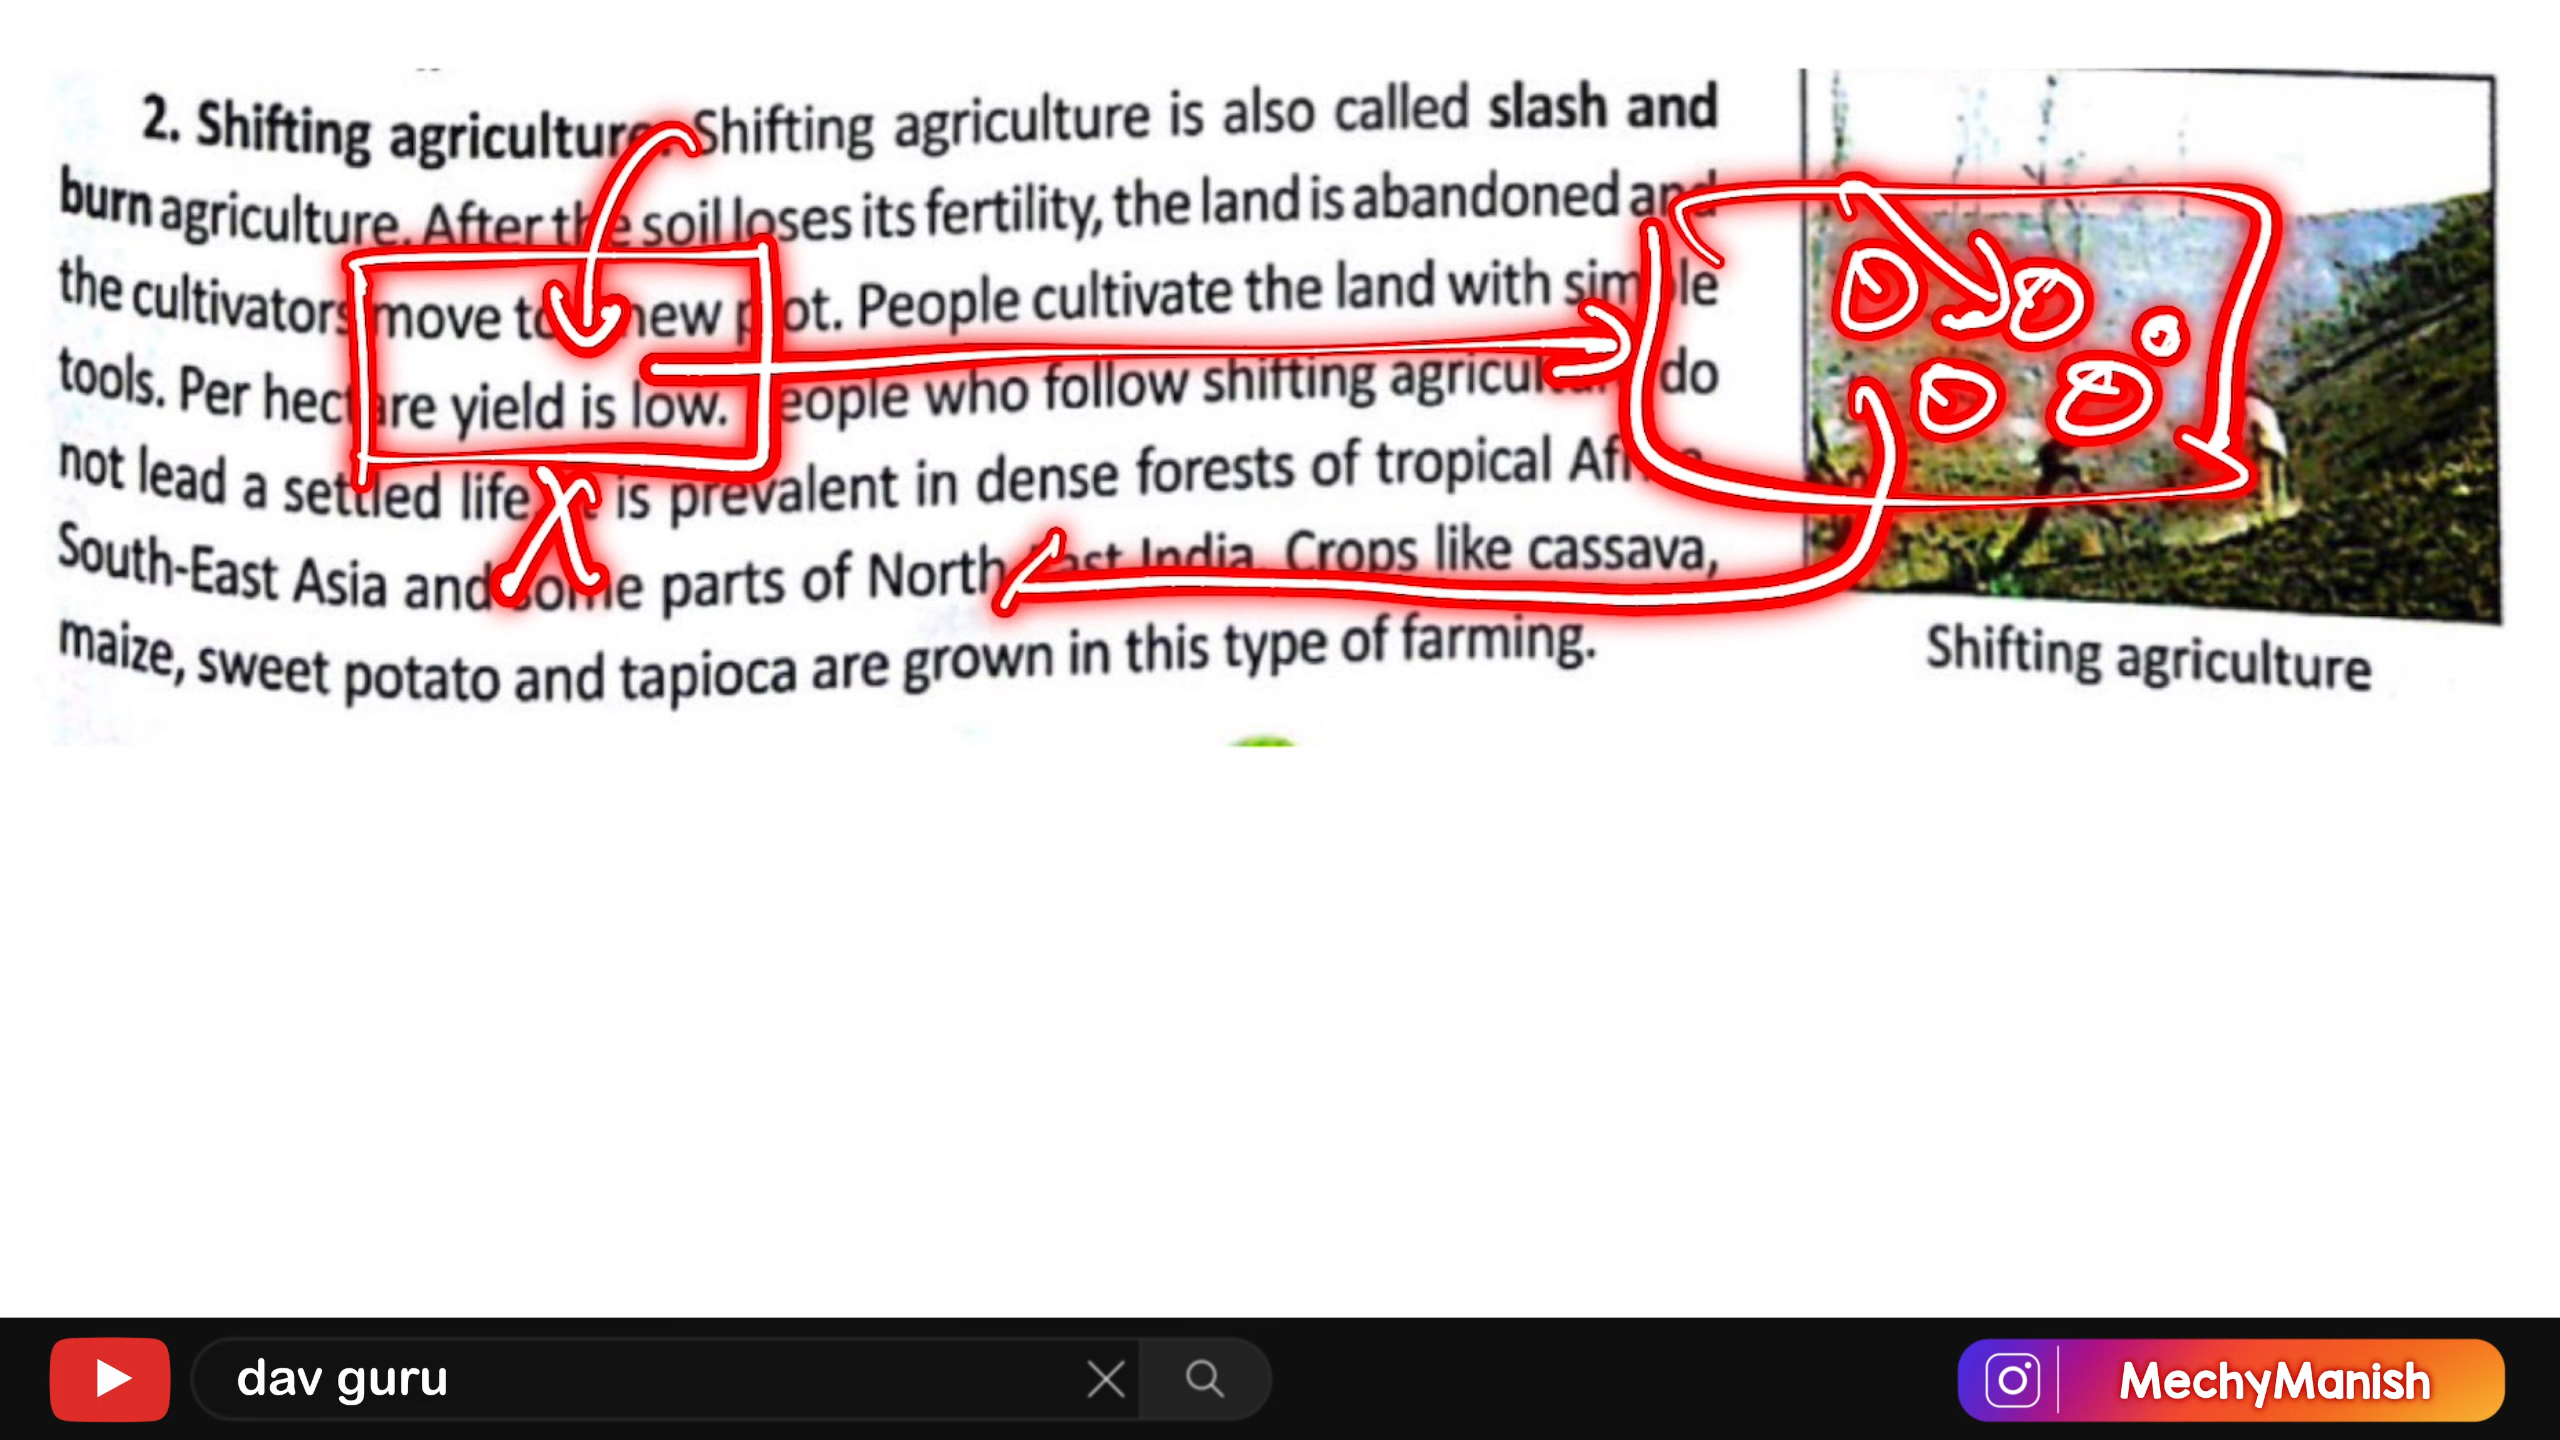 2. Shifting agriculture: Shifting agriculture is also called slash and
burn agriculture. After the soil loses its fertility, the land is abandoned and
the cultivators move to new plot. People cultivate the land with simple
tools. Per hectare yield is low. People who follow shifting agriculture do
not lead a settled life. It is prevalent in dense forests of tropical Africa,
South-East Asia and some parts of North East India. Crops like cassava,
maize, sweet potato and tapioca are grown in this type of farming.
Shifting agriculture
dav guru
MechyManish